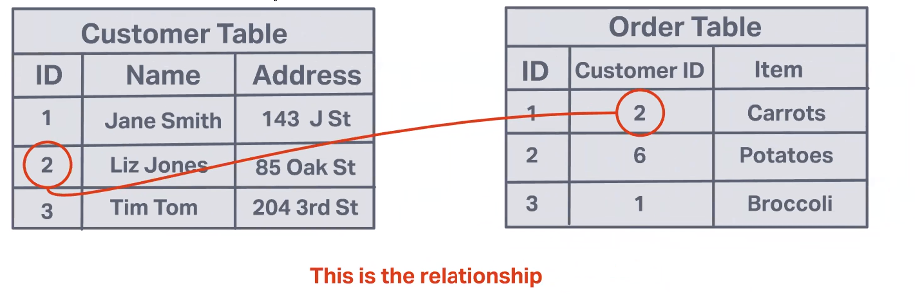 Customer Table
ID Name Address
1 Jane Smith 143 J St
2 Liz Jones 85 Oak St
3 Tim Tom 204 3rd St
Order Table
ID Customer ID Item
1 2 Carrots
2 6 Potatoes
3 1 Broccoli
This is the relationship